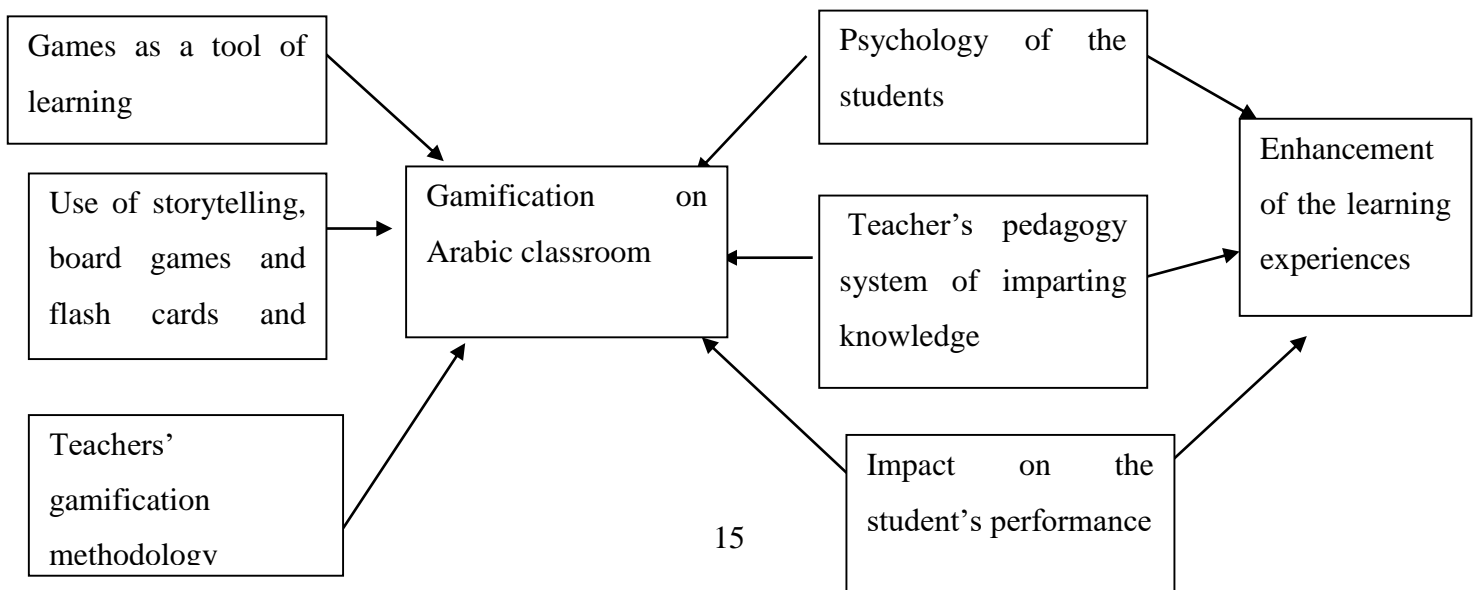 Games as a tool of
learning
Use of storytelling,
board games and
flash cards and
Teachers’
gamification
methodology
Gamification on
Arabic classroom
Psychology of the
students
Teacher’s pedagogy
system of imparting
knowledge
Impact on the
student’s performance
Enhancement
of the learning
experiences
15